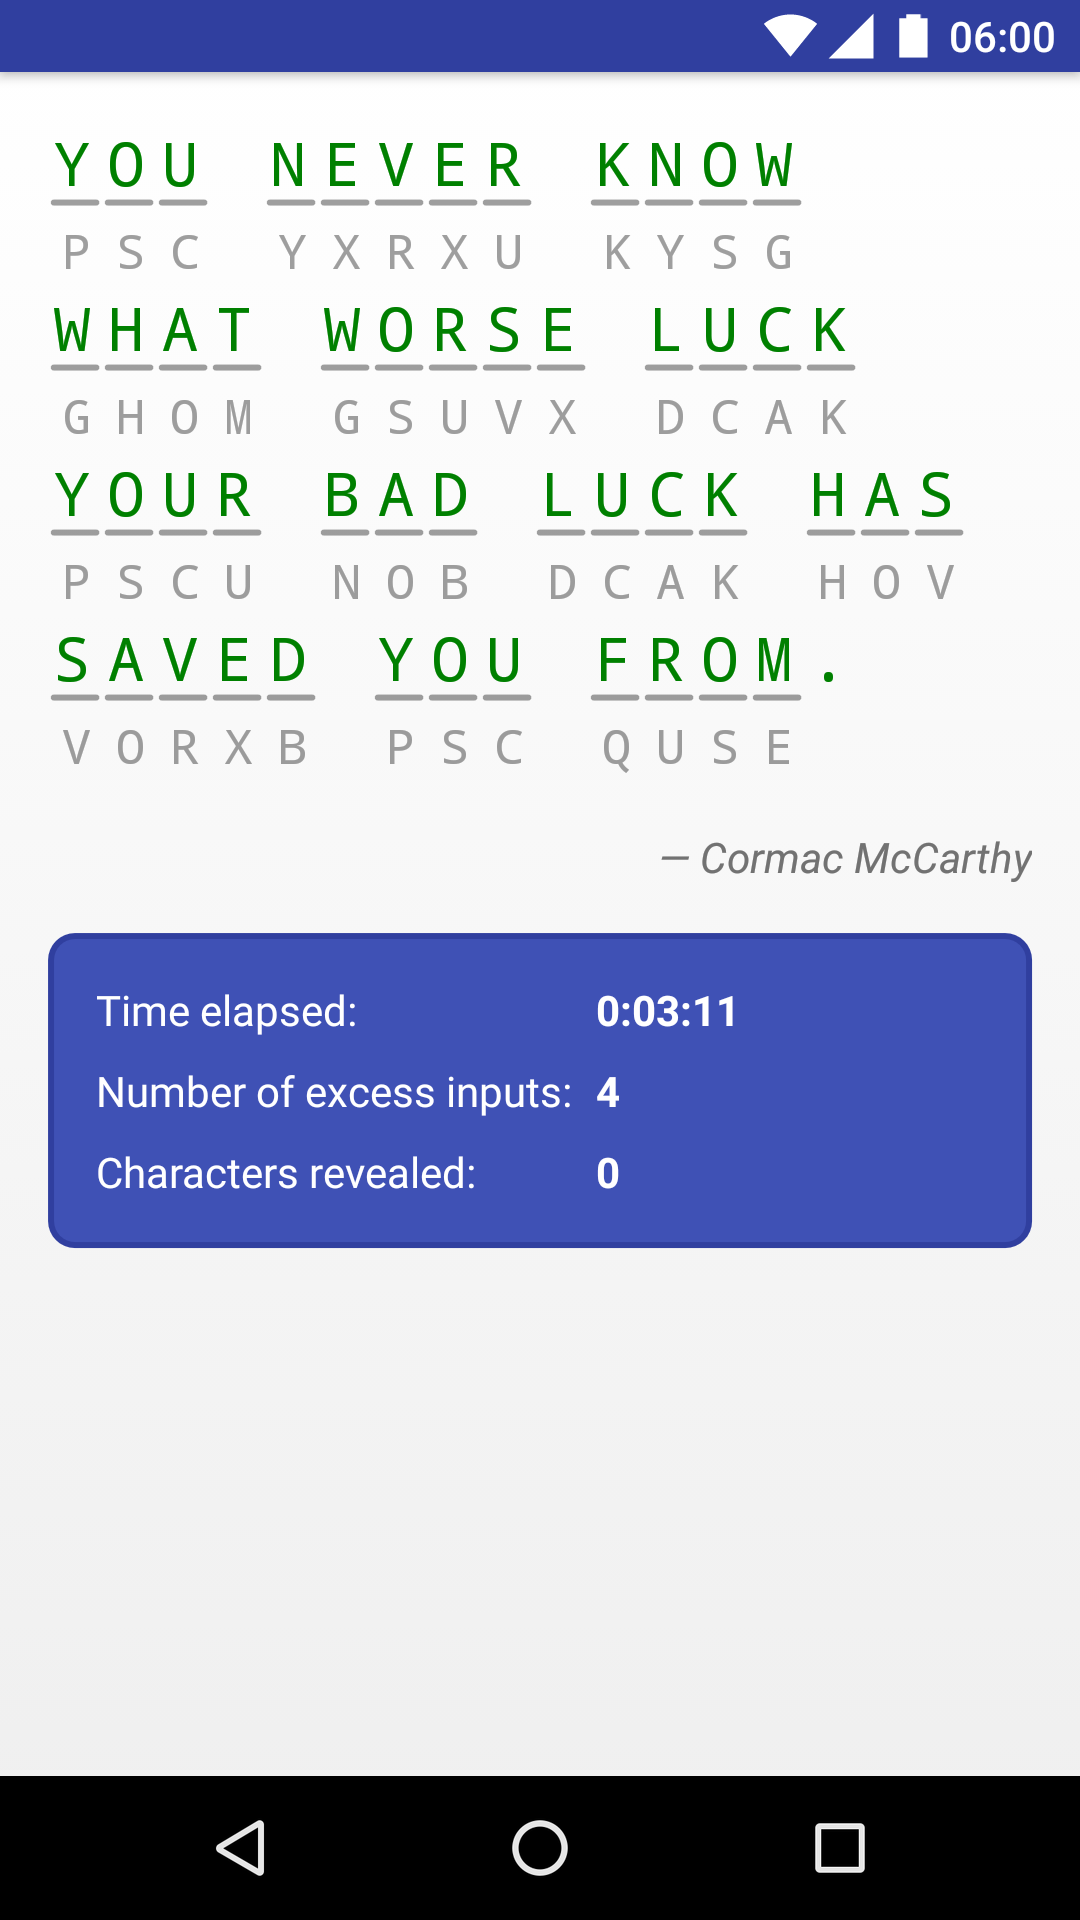 06:00
YOU NEVER KNOW
PSC YXRXU KYSG
WHAT WORSE LUCK
GHOM GSUVX DCAK
YOUR BAD LUCK HAS
PSCU NOB DCAK HOV
SAVED YOU FROM.
VORXB PSC QUSE
— Cormac McCarthy
Time elapsed: 0:03:11
Number of excess inputs: 4
Characters revealed: 0